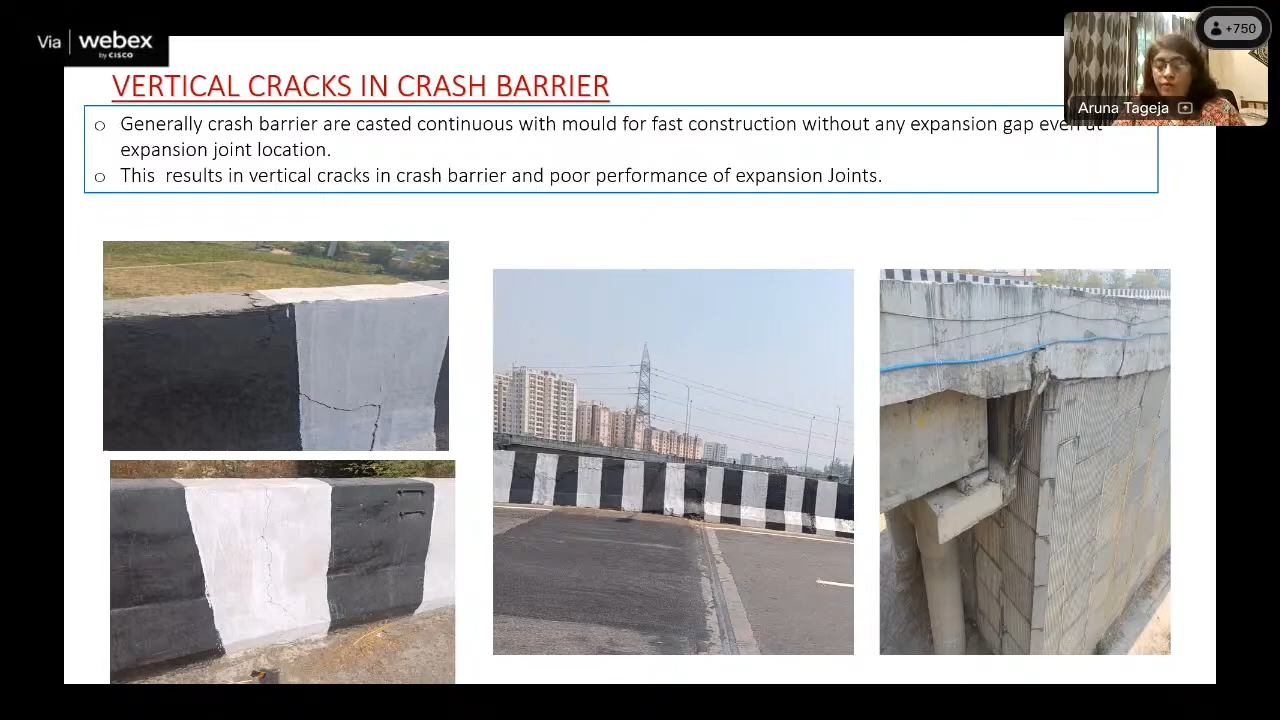 Via webex
by CISCO
+750
Aruna Tageja
VERTICAL CRACKS IN CRASH BARRIER
○ Generally crash barrier are casted continuous with mould for fast construction without any expansion gap even at
expansion joint location.
○ This results in vertical cracks in crash barrier and poor performance of expansion Joints.